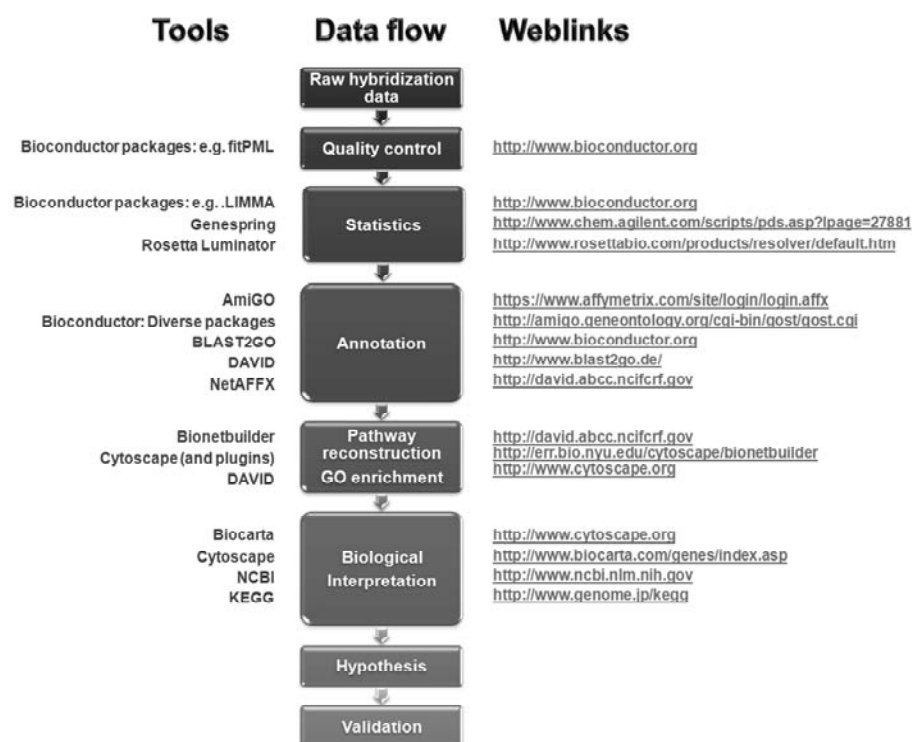 Tools Data flow Weblinks
Raw hybridization
data
Bioconductor packages: e.g. fitPML Quality control http://www.bioconductor.org
Bioconductor packages: e.g. .LIMMA http://www.bioconductor.org
Genespring Statistics http://www.chem.agilent.com/scripts/pds.asp?lpage=27881
Rosetta Luminator http://www.rosettabio.com/products/resolver/default.htm
AmiGO https://www.affymetrix.com/site/login/login.affx
Bioconductor: Diverse packages http://amigo.geneontology.org/cgi-bin/gost/gost.cgi
BLAST2GO Annotation http://www.bioconductor.org
DAVID http://www.blast2go.de/
NetAFFX http://david.abcc.ncifcrf.gov
Bionetbuilder Pathway http://david.abcc.ncifcrf.gov
Cytoscape (and plugins) reconstruction http://err.bio.nyu.edu/cytoscape/bionetbuilder
DAVID GO enrichment http://www.cytoscape.org
Biocarta http://www.cytoscape.org
Cytoscape Biological http://www.biocarta.com/genes/index.asp
NCBI Interpretation http://www.ncbi.nlm.nih.gov
KEGG http://www.genome.jp/kegg
Hypothesis
Validation